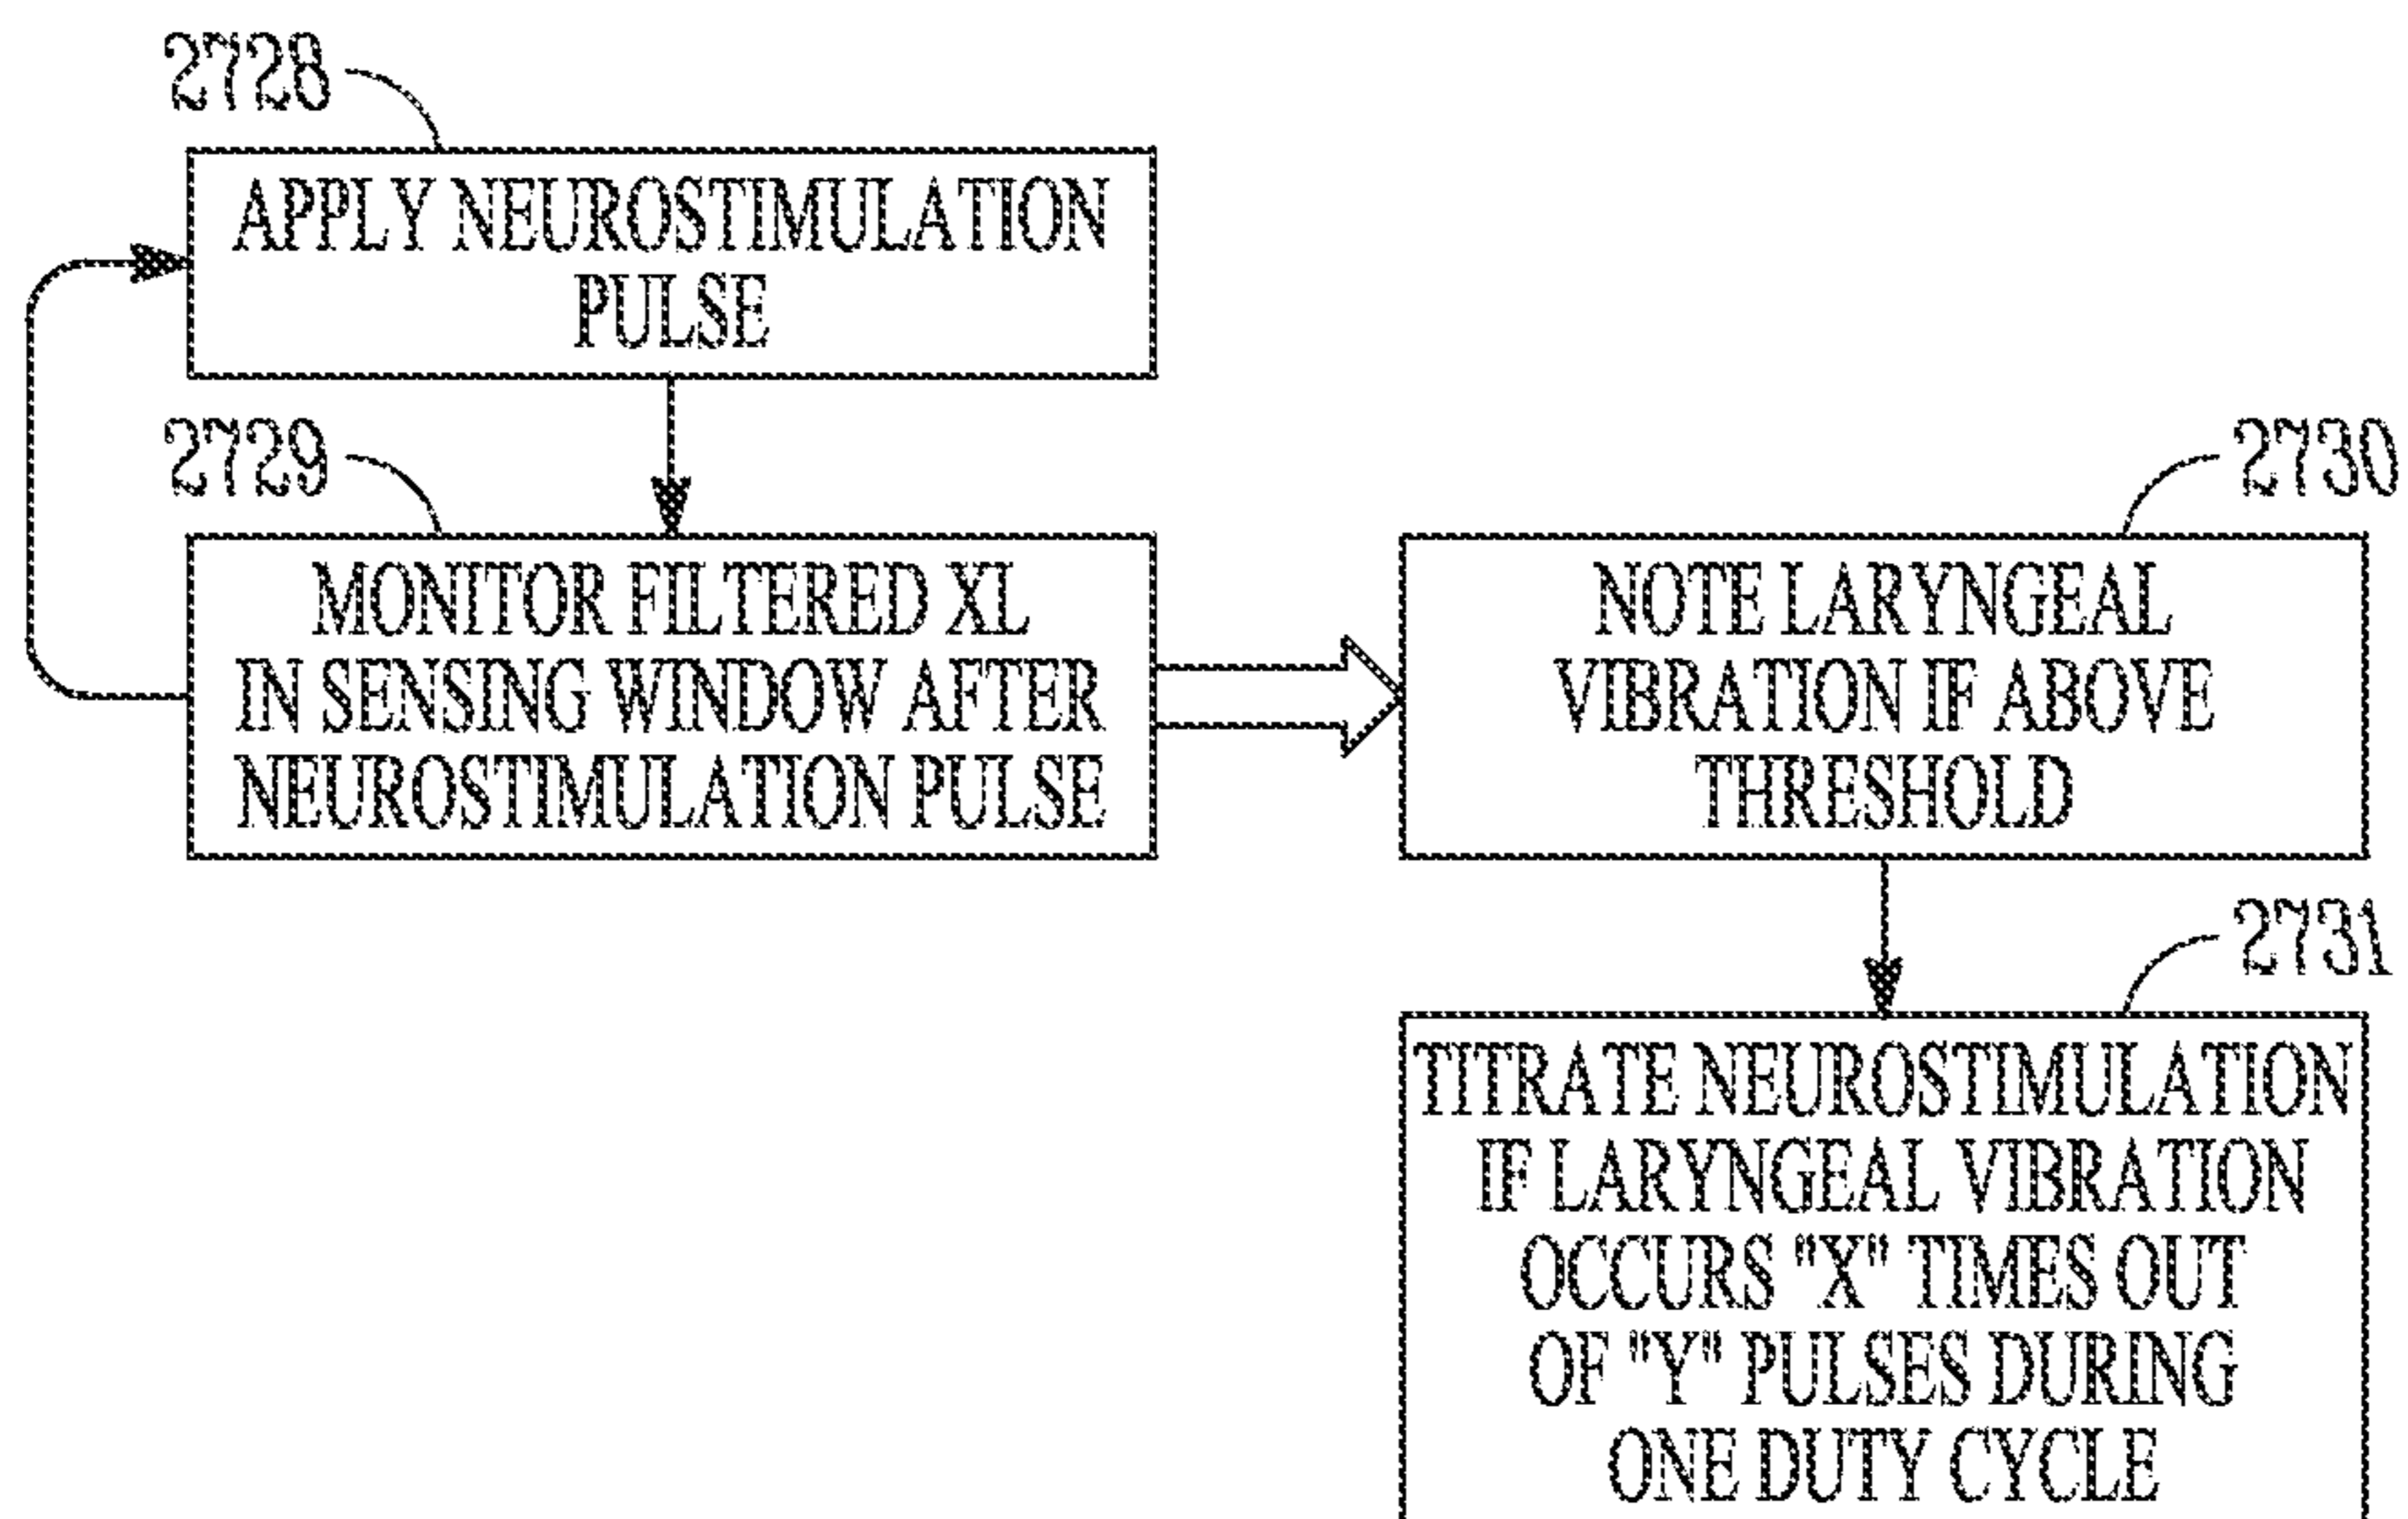 2728
APPLY NEUROSTIMULATION
PULSE
2729
MONITOR FILTERED XL
IN SENSING WINDOW AFTER
NEUROSTIMULATION PULSE
2730
NOTE LARYNGEAL
VIBRATION IF ABOVE
THRESHOLD
2731
TITRATE NEUROSTIMULATION
IF LARYNGEAL VIBRATION
OCCURS "X" TIMES OUT
OF "Y" PULSES DURING
ONE DUTY CYCLE